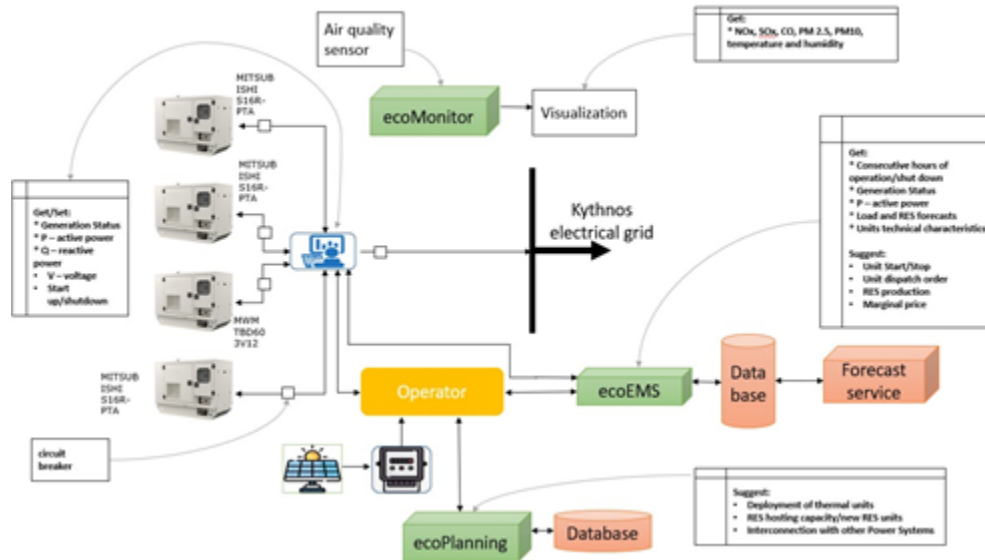 Air quality
sensor
Get:
* NOx, SOx, CO, PM 2.5, PM10,
temperature and humidity
ecoMonitor
Visualization
MITSUB
ISHI
S16R-
PTA
MITSUB
ISHI
S16R-
PTA
Get/Set:
* Generation Status
* P – active power
* Q – reactive
power
• V – voltage
• Start
up/shutdown
MWM
TBD60
3V12
MITSUB
ISHI
S16R-
PTA
Kythnos
electrical grid
Get:
* Consecutive hours of
operation/shut down
* Generation Status
* P – active power
* Load and RES forecasts
* Units technical characteristics
Suggest:
• Unit Start/Stop
• Unit dispatch order
• RES production
• Marginal price
Operator
ecoEMS
Data
base
Forecast
service
circuit
breaker
ecoPlanning
Database
Suggest:
• Deployment of thermal units
• RES hosting capacity/new RES units
• Interconnection with other Power Systems